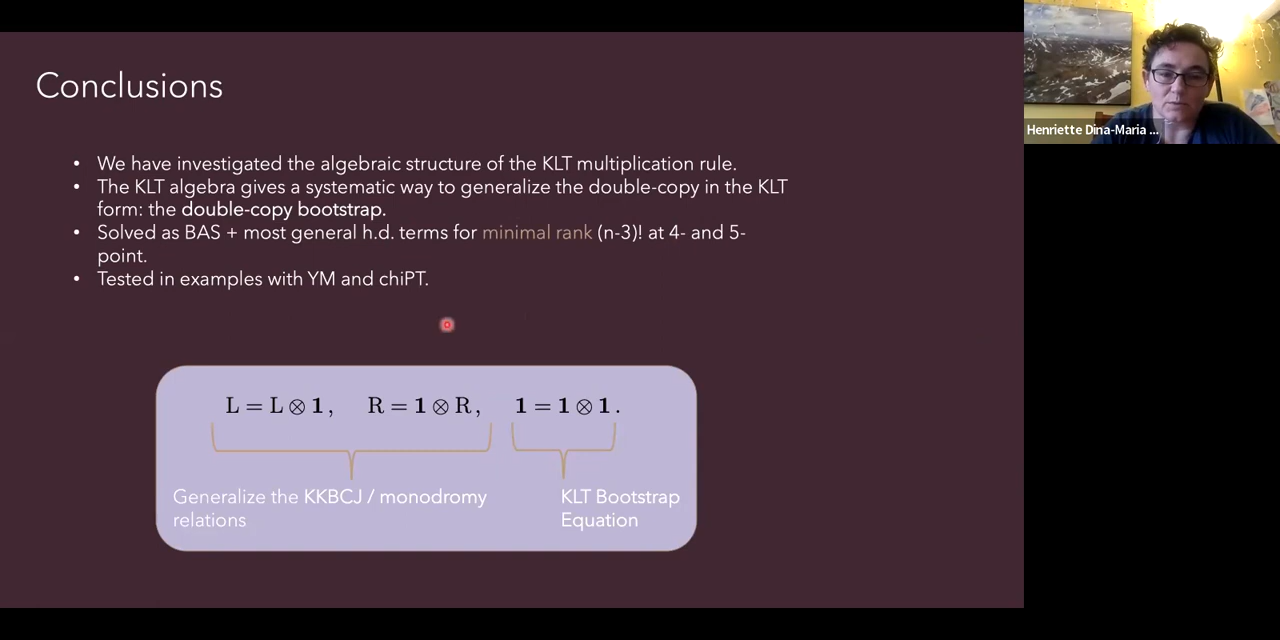 Conclusions
• We have investigated the algebraic structure of the KLT multiplication rule.
• The KLT algebra gives a systematic way to generalize the double-copy in the KLT
form: the double-copy bootstrap.
• Solved as BAS + most general h.d. terms for minimal rank (n-3)! at 4- and 5-
point.
• Tested in examples with YM and chiPT.
L = L ⊗ 1, R = 1 ⊗ R, 1 = 1 ⊗ 1.
Generalize the KKBCJ / monodromy
relations
KLT Bootstrap
Equation
Henriette Dina-Maria ...